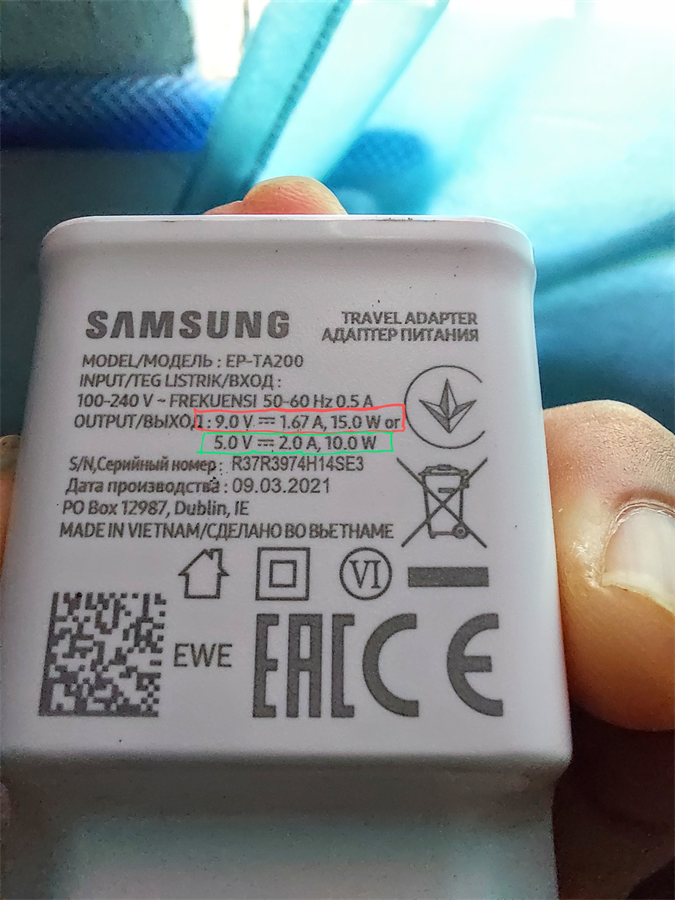 SAMSUNG
TRAVEL ADAPTER
АДАПТЕР ПИТАНИЯ
MODEL/МОДЕЛЬ : EP-TA200
INPUT/TEG LISTRIK/ВХОД :
100-240 V ~ FREKUENSI 50-60 Hz 0.5 A
OUTPUT/ВЫХОД : 9.0 V ⎓ 1.67 A, 15.0 W or
5.0 V ⎓ 2.0 A, 10.0 W
S/N,Серийный номер : R37R3974H14SE3
Дата производства : 09.03.2021
PO Box 12987, Dublin, IE
MADE IN VIETNAM/СДЕЛАНО ВО ВЬЕТНАМЕ
VI
EWE
EAC
CE